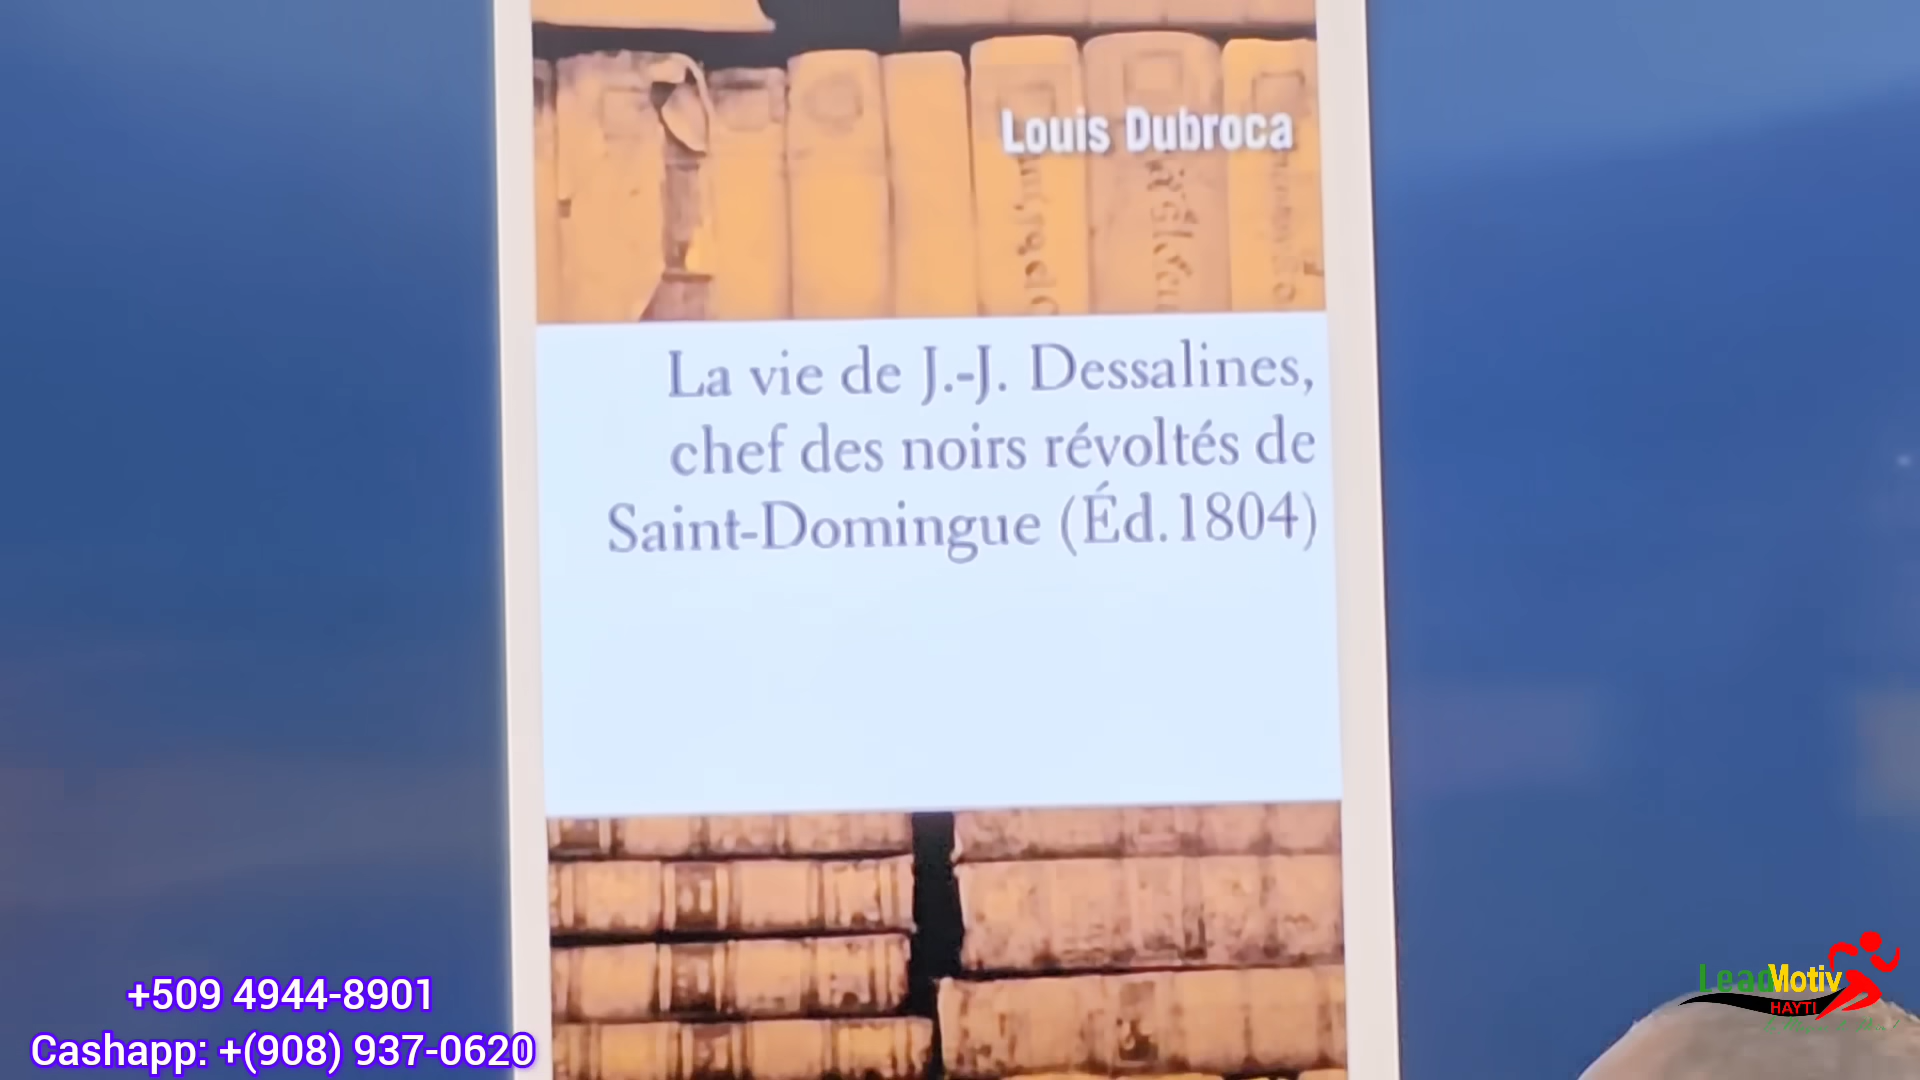 Louis Dubroca
La vie de J.-J. Dessalines,
chef des noirs révoltés de
Saint-Domingue (Éd.1804)
+509 4944-8901
Cashapp: +(908) 937-0620
LeadMotiv
HAYTI